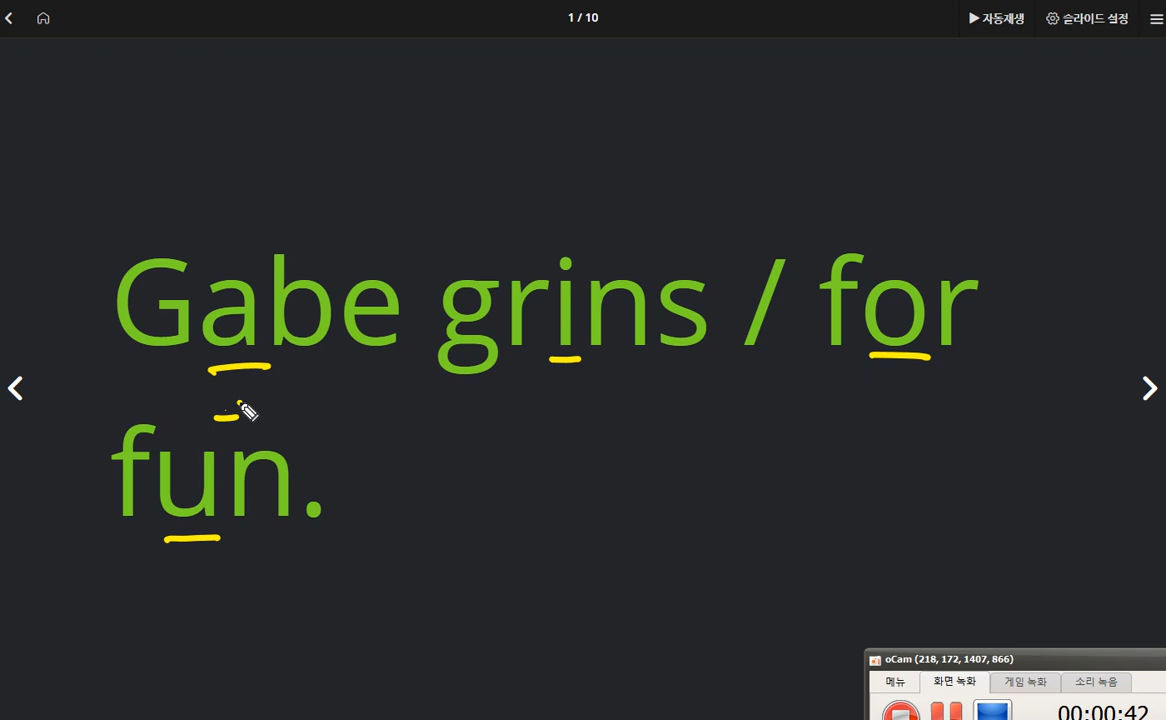 1 / 10
▶ 자동재생
슬라이드 설정
Gabe grins / for
fun.
oCam (218, 172, 1407, 866)
메뉴
화면 녹화
게임 녹화
소리 녹음
00:00:42